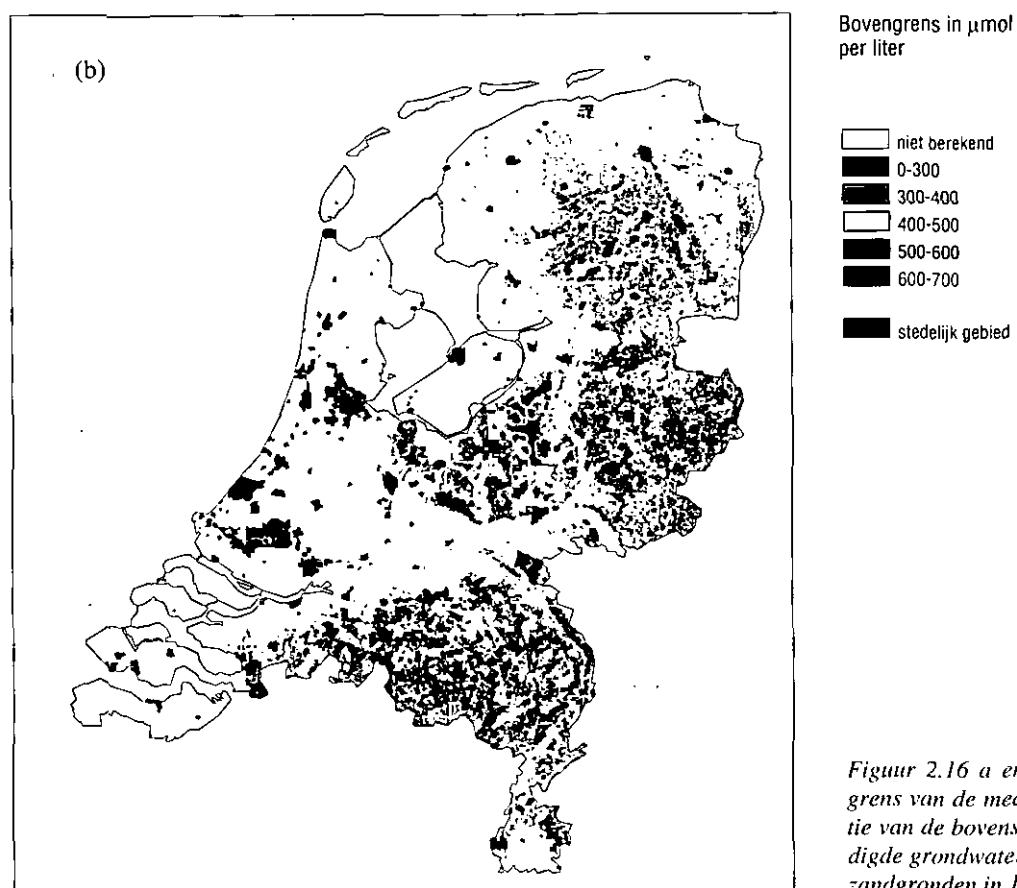 (b)
Bovengrens in µmol
per liter
niet berekend
0-300
300-400
400-500
500-600
600-700
stedelijk gebied
Figuur 2.16 a en
grens van de
tie van de bovens
digde grondwate
zandgronden in